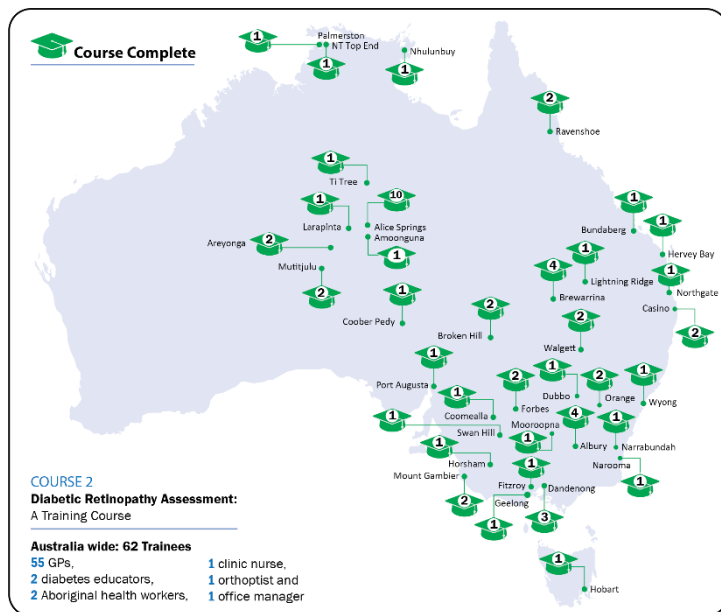 Course Complete
1
Palmerston
NT Top End
1
Nhulunbuy
1
2
Ravenshoe
1
Ti Tree
1
Larapinta
10
Alice Springs
Amoonguna
1
2
Areyonga
Mutitjulu
2
1
Coober Pedy
1
Bundaberg
1
Hervey Bay
1
Northgate
Casino
2
1
Lightning Ridge
4
Brewarrina
2
Broken Hill
2
Walgett
1
Port Augusta
1
Coomealla
1
Swan Hill
2
Forbes
1
Dubbo
2
Orange
1
Wyong
Mooroopna
1
4
Albury
1
Narrabundah
Narooma
1
1
Horsham
Mount Gambier
2
1
Fitzroy
Geelong
1
Dandenong
3
1
Hobart
COURSE 2
Diabetic Retinopathy Assessment:
A Training Course
Australia wide: 62 Trainees
55 GPs,
2 diabetes educators,
2 Aboriginal health workers,
1 clinic nurse,
1 orthoptist and
1 office manager